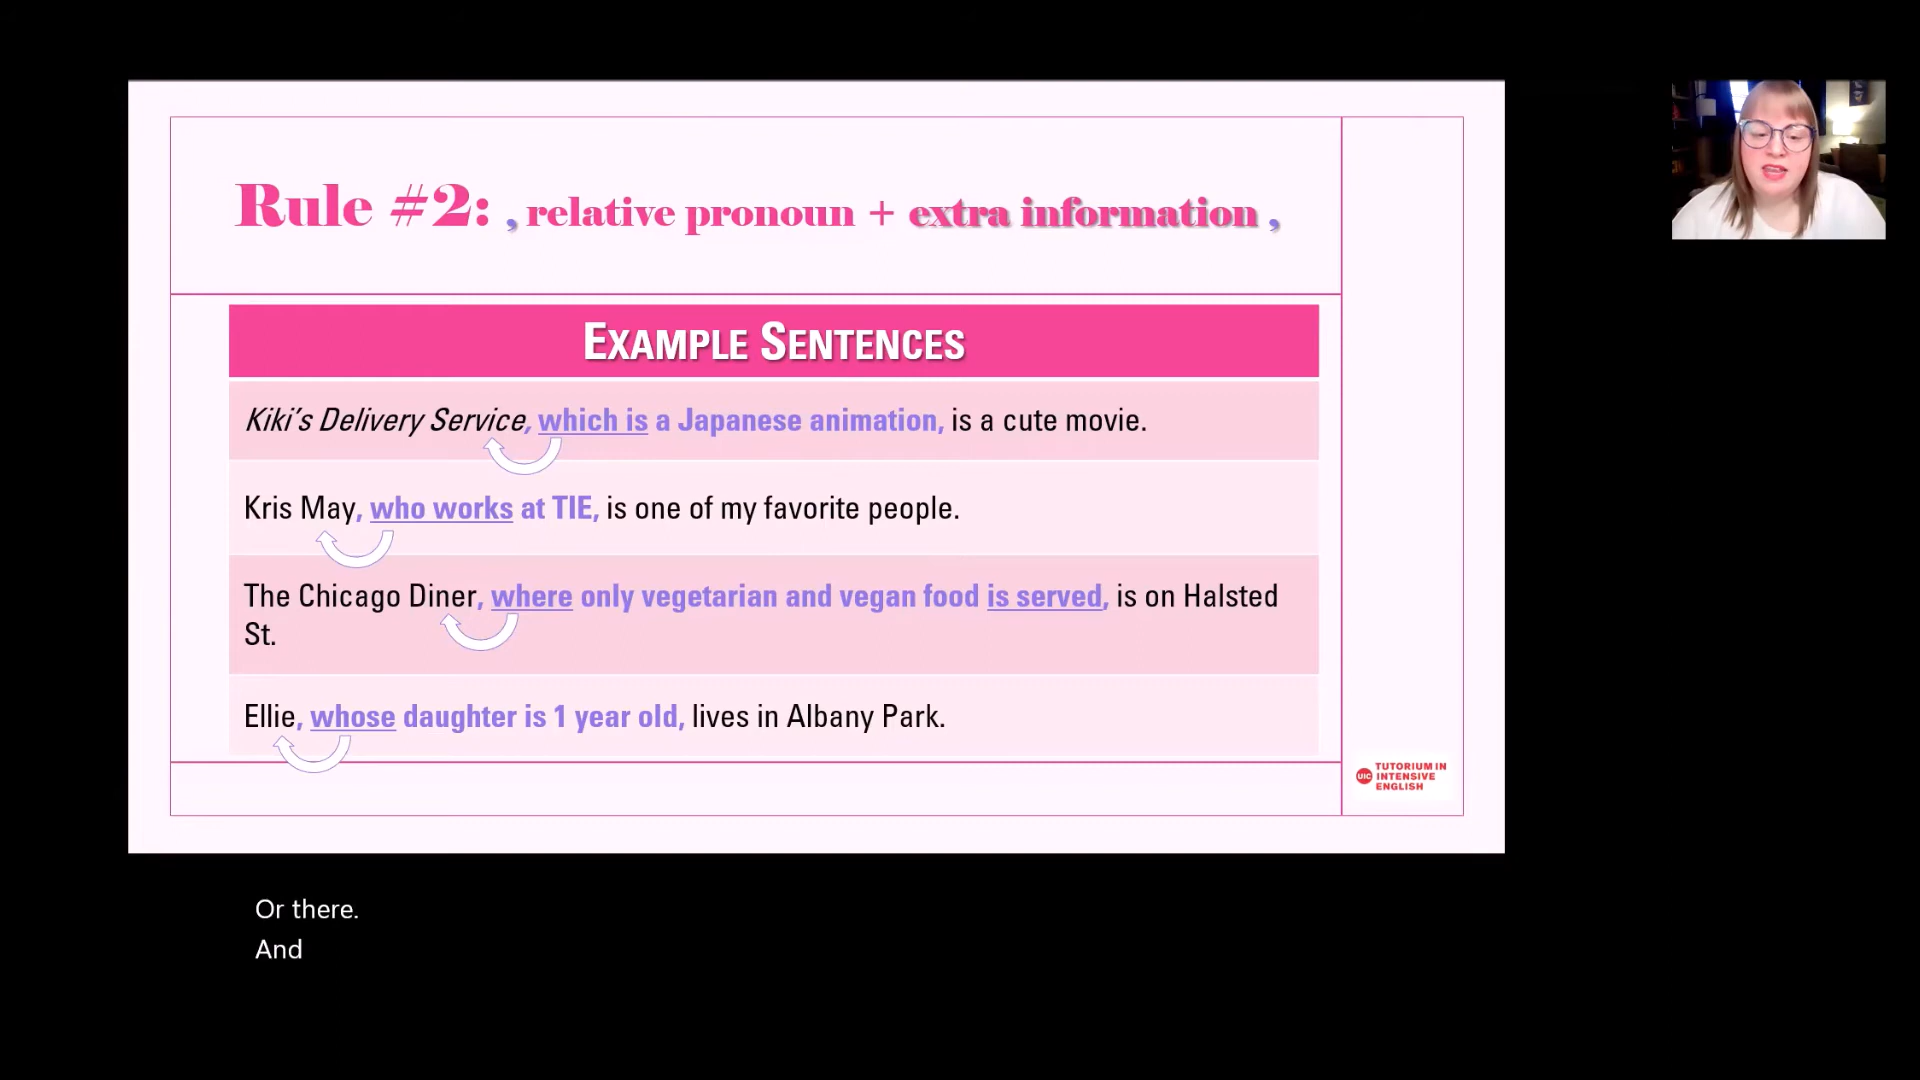 Rule #2: , relative pronoun + extra information ,
EXAMPLE SENTENCES
Kiki's Delivery Service, which is a Japanese animation, is a cute movie.
Kris May, who works at TIE, is one of my favorite people.
The Chicago Diner, where only vegetarian and vegan food is served, is on Halsted
St.
Ellie, whose daughter is 1 year old, lives in Albany Park.
UIC
TUTORIUM IN
INTENSIVE
ENGLISH
Or there.
And